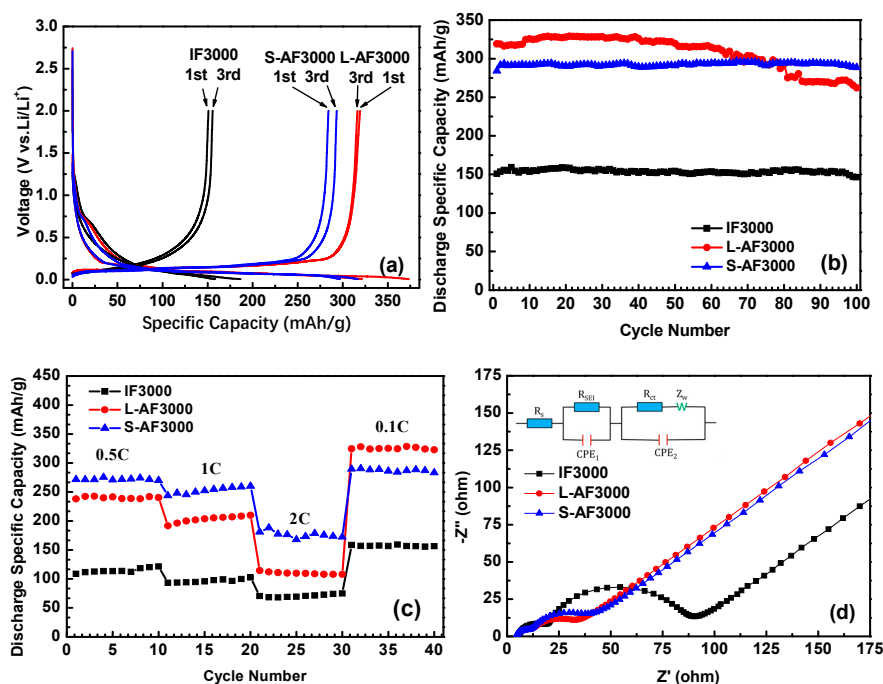 3.0
2.5
2.0
1.5
1.0
0.5
0.0
Voltage (V vs.Li/Li⁺)
IF3000
1st 3rd
S-AF3000 L-AF3000
1st 3rd 3rd 1st
(a)
0 50 100 150 200 250 300 350
Specific Capacity (mAh/g)
350
300
250
200
150
100
50
0
Discharge Specific Capacity (mAh/g)
IF3000
L-AF3000
S-AF3000
(b)
0 10 20 30 40 50 60 70 80 90 100
Cycle Number
450
400
350
300
250
200
150
100
50
0
Discharge Specific Capacity (mAh/g)
IF3000
L-AF3000
S-AF3000
0.5C
1C
2C
0.1C
(c)
0 10 20 30 40
Cycle Number
175
150
125
100
75
50
25
0
-Z'' (ohm)
Rs
RSEI
CPE1
Rct
Zw
CPE2
IF3000
L-AF3000
S-AF3000
(d)
0 25 50 75 100 125 150 175
Z' (ohm)